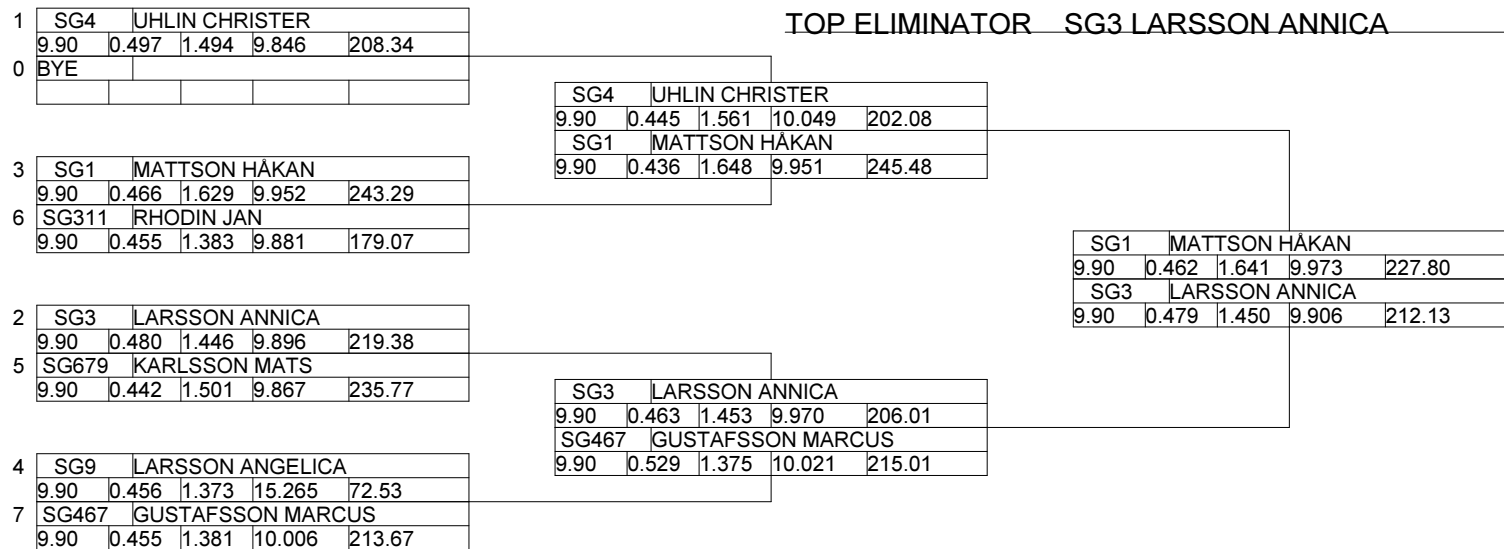 TOP ELIMINATOR SG3 LARSSON ANNICA
1 SG4 UHLIN CHRISTER
9.90 0.497 1.494 9.846 208.34
0 BYE
3 SG1 MATTSON HÅKAN
9.90 0.466 1.629 9.952 243.29
6 SG311 RHODIN JAN
9.90 0.455 1.383 9.881 179.07
2 SG3 LARSSON ANNICA
9.90 0.480 1.446 9.896 219.38
5 SG679 KARLSSON MATS
9.90 0.442 1.501 9.867 235.77
4 SG9 LARSSON ANGELICA
9.90 0.456 1.373 15.265 72.53
7 SG467 GUSTAFSSON MARCUS
9.90 0.455 1.381 10.006 213.67
SG4 UHLIN CHRISTER
9.90 0.445 1.561 10.049 202.08
SG1 MATTSON HÅKAN
9.90 0.436 1.648 9.951 245.48
SG3 LARSSON ANNICA
9.90 0.463 1.453 9.970 206.01
SG467 GUSTAFSSON MARCUS
9.90 0.529 1.375 10.021 215.01
SG1 MATTSON HÅKAN
9.90 0.462 1.641 9.973 227.80
SG3 LARSSON ANNICA
9.90 0.479 1.450 9.906 212.13